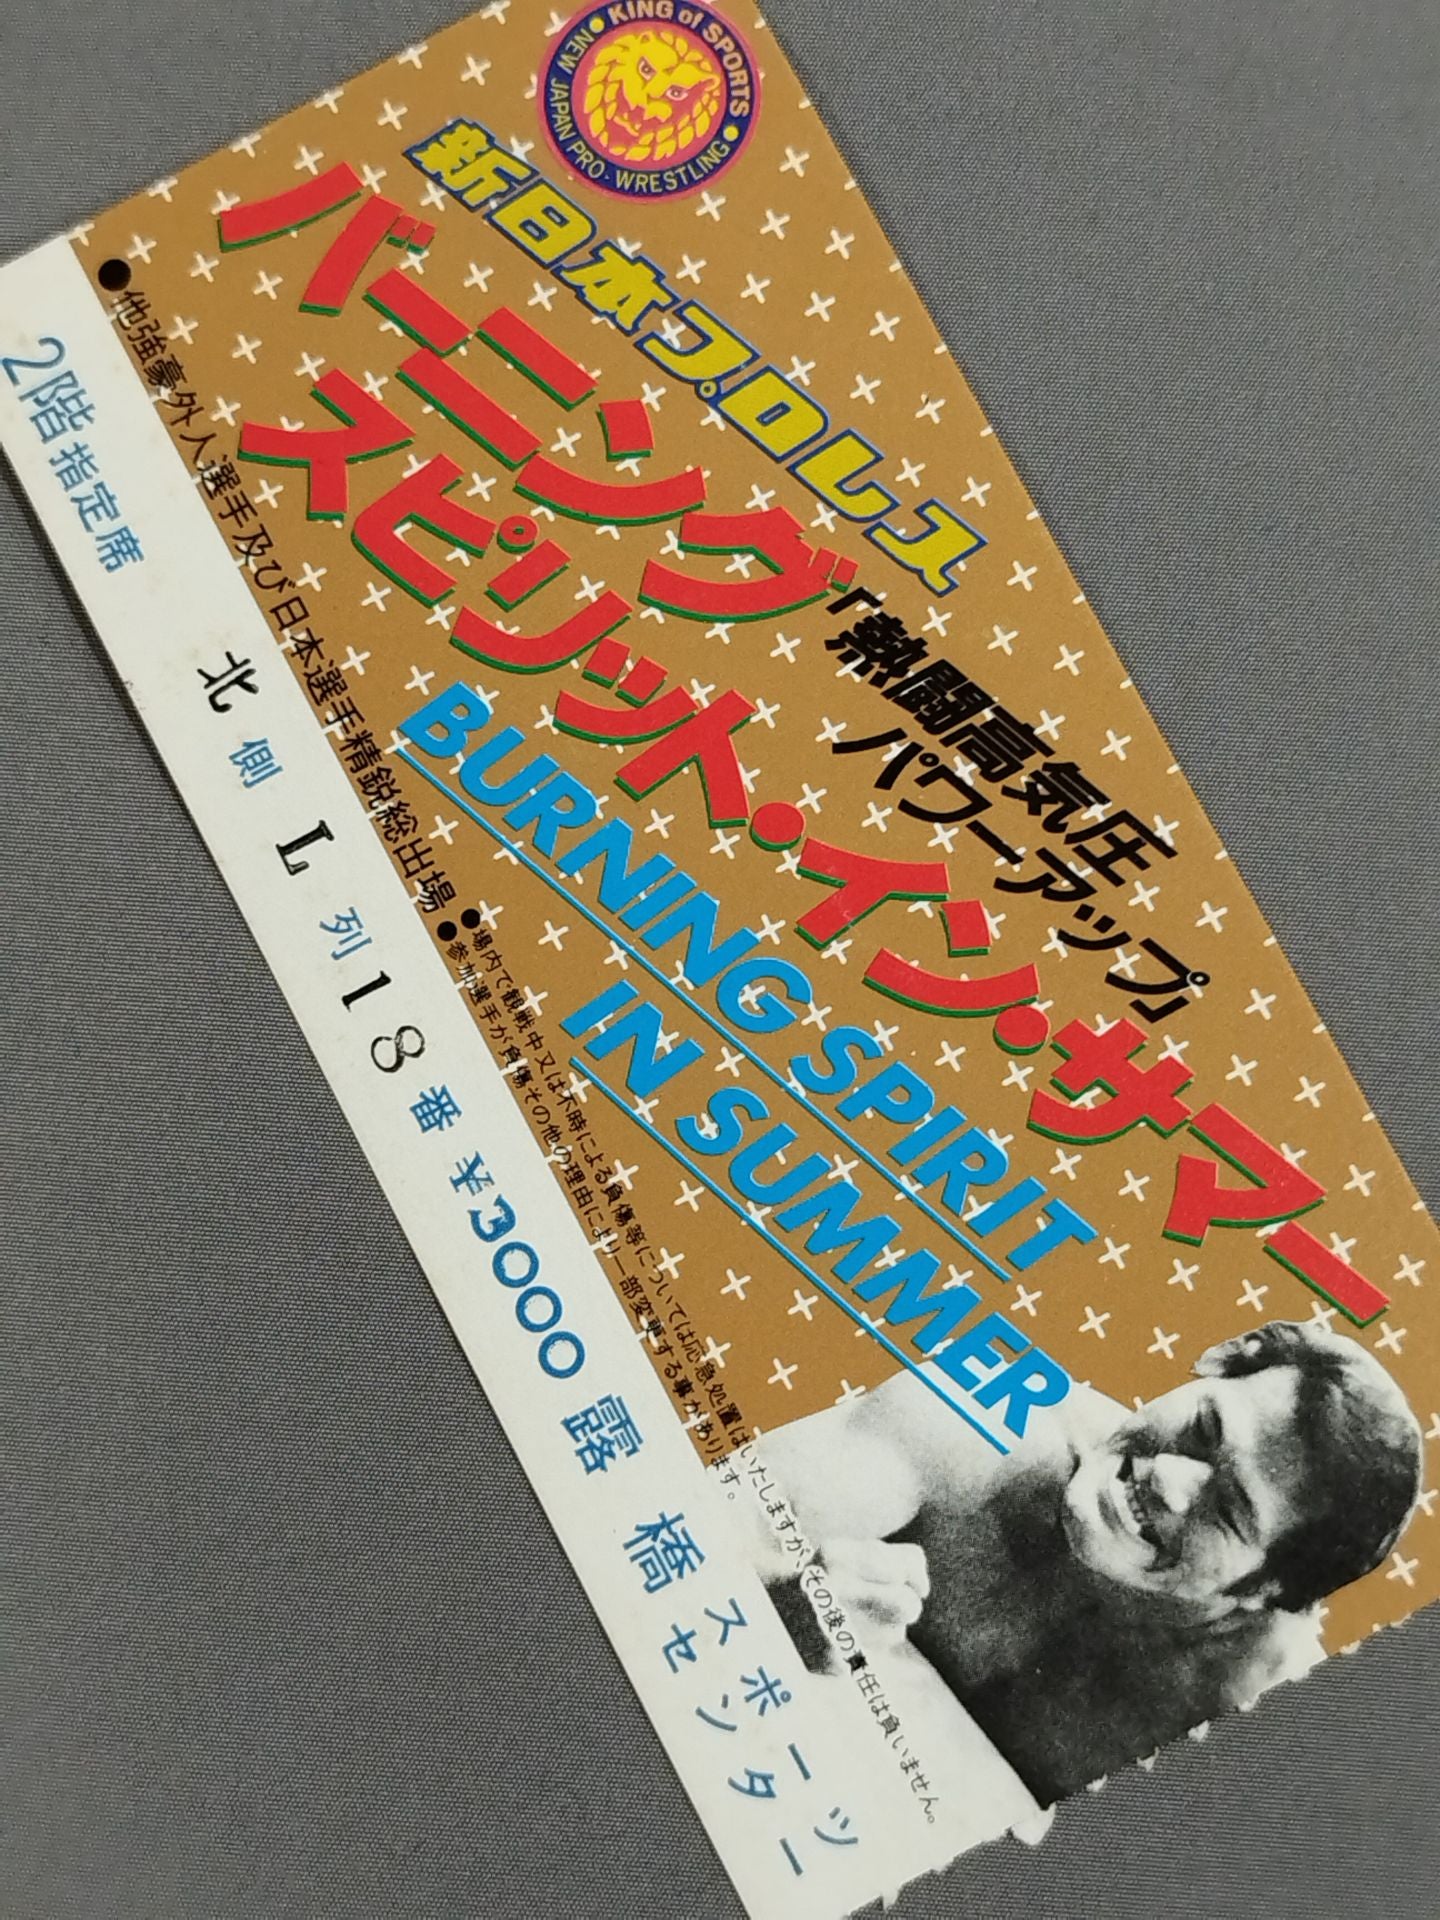 KING of SPORTS
NEW JAPAN PRO-WRESTLING
新日本プロレス
バーニング
スピリット・イン・サマー
「熱闘高気圧
パワーアップ」
BURNING SPIRIT
IN SUMMER
●他強豪外人選手及び日本選手精鋭総出場
●場内で観戦中又は不時による負傷等については応急処置はいたしますが、その後の責任は負いません。
●参加選手が負傷その他の理由により一部変更する事があります。
2階指定席 北側 L列 18番 ¥3000 露橋スポーツ
センター